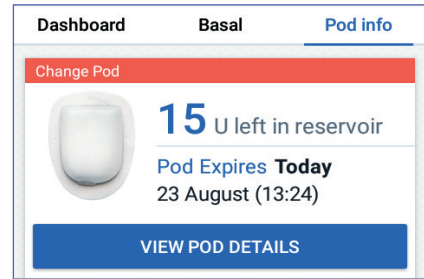 Dashboard Basal Pod info
Change Pod
15 U left in reservoir
Pod Expires Today
23 August (13:24)
VIEW POD DETAILS